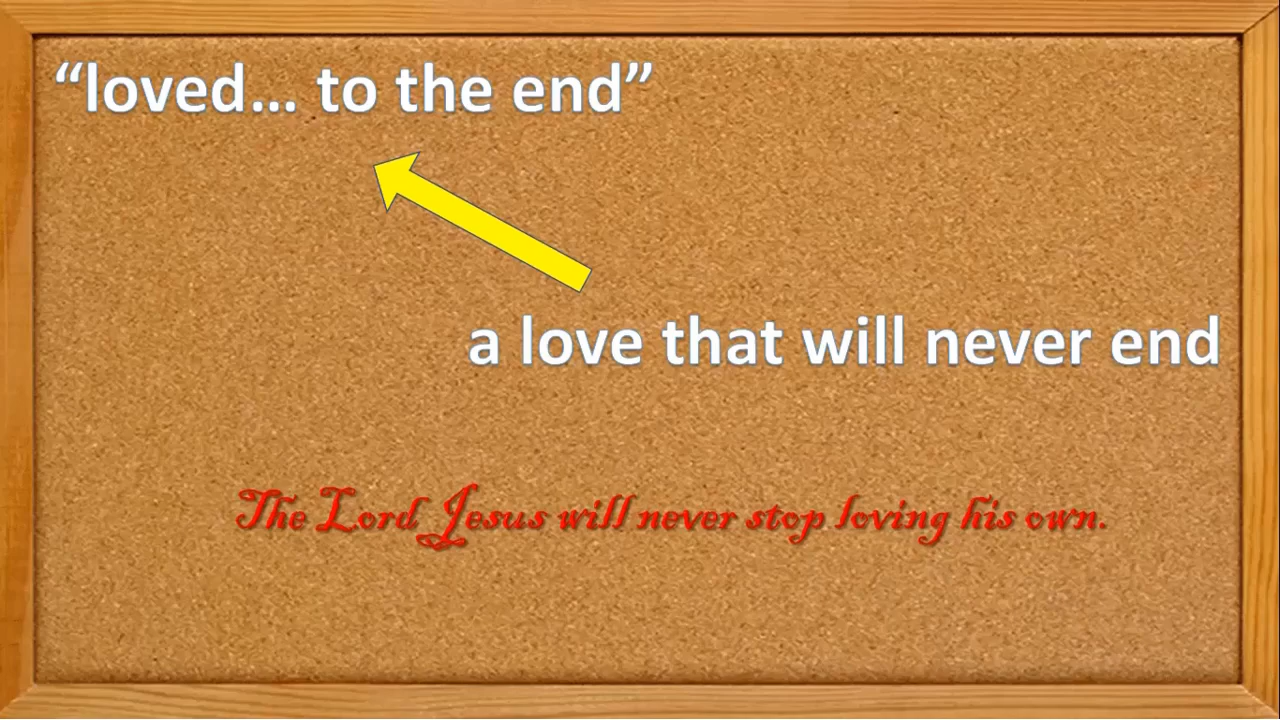 “loved... to the end”
a love that will never end
The Lord Jesus will never stop loving his own.